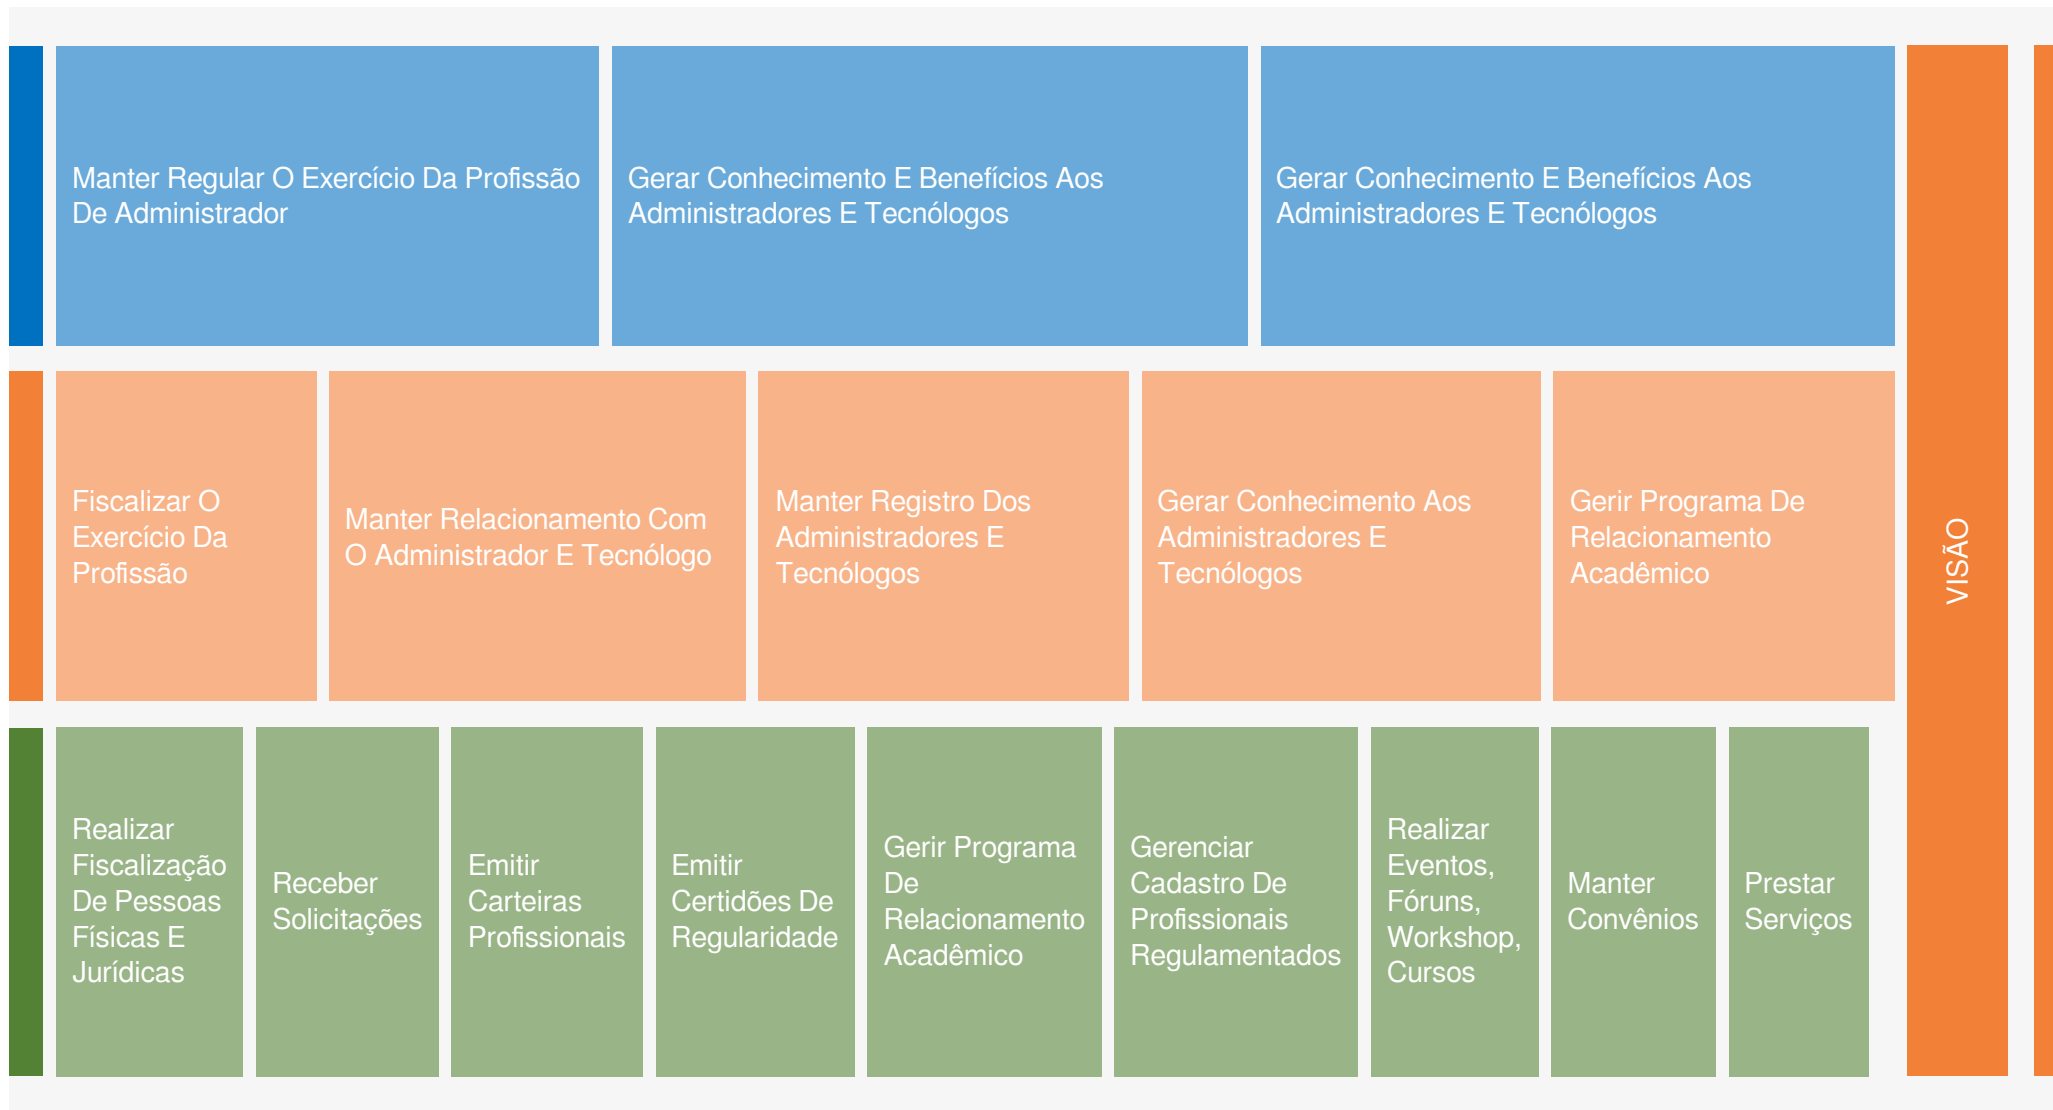 Manter Regular O Exercício Da Profissão
De Administrador
Gerar Conhecimento E Benefícios Aos
Administradores E Tecnólogos
Gerar Conhecimento E Benefícios Aos
Administradores E Tecnólogos
Fiscalizar O
Exercício Da
Profissão
Manter Relacionamento Com
O Administrador E Tecnólogo
Manter Registro Dos
Administradores E
Tecnólogos
Gerar Conhecimento Aos
Administradores E
Tecnólogos
Gerir Programa De
Relacionamento
Acadêmico
Realizar
Fiscalização
De Pessoas
Físicas E
Jurídicas
Receber
Solicitações
Emitir
Carteiras
Profissionais
Emitir
Certidões De
Regularidade
Gerir Programa
De
Relacionamento
Acadêmico
Gerenciar
Cadastro De
Profissionais
Regulamentados
Realizar
Eventos,
Fóruns,
Workshop,
Cursos
Manter
Convênios
Prestar
Serviços
VISÃO